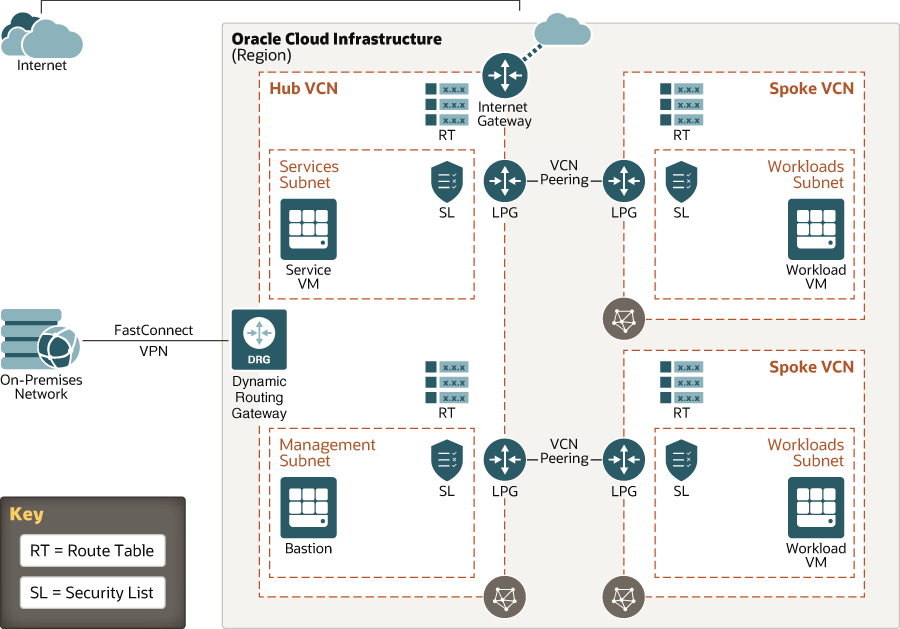 Internet
Oracle Cloud Infrastructure
(Region)
Hub VCN
x.x.x
x.x.x
x.x.x
RT
Internet
Gateway
Services
Subnet
SL
Service
VM
LPG
VCN
Peering
LPG
Spoke VCN
x.x.x
x.x.x
x.x.x
RT
Workloads
Subnet
SL
Workload
VM
On-Premises
Network
FastConnect
VPN
DRG
Dynamic
Routing
Gateway
x.x.x
x.x.x
x.x.x
RT
Management
Subnet
SL
Bastion
LPG
VCN
Peering
LPG
Spoke VCN
x.x.x
x.x.x
x.x.x
RT
Workloads
Subnet
SL
Workload
VM
Key
RT = Route Table
SL = Security List